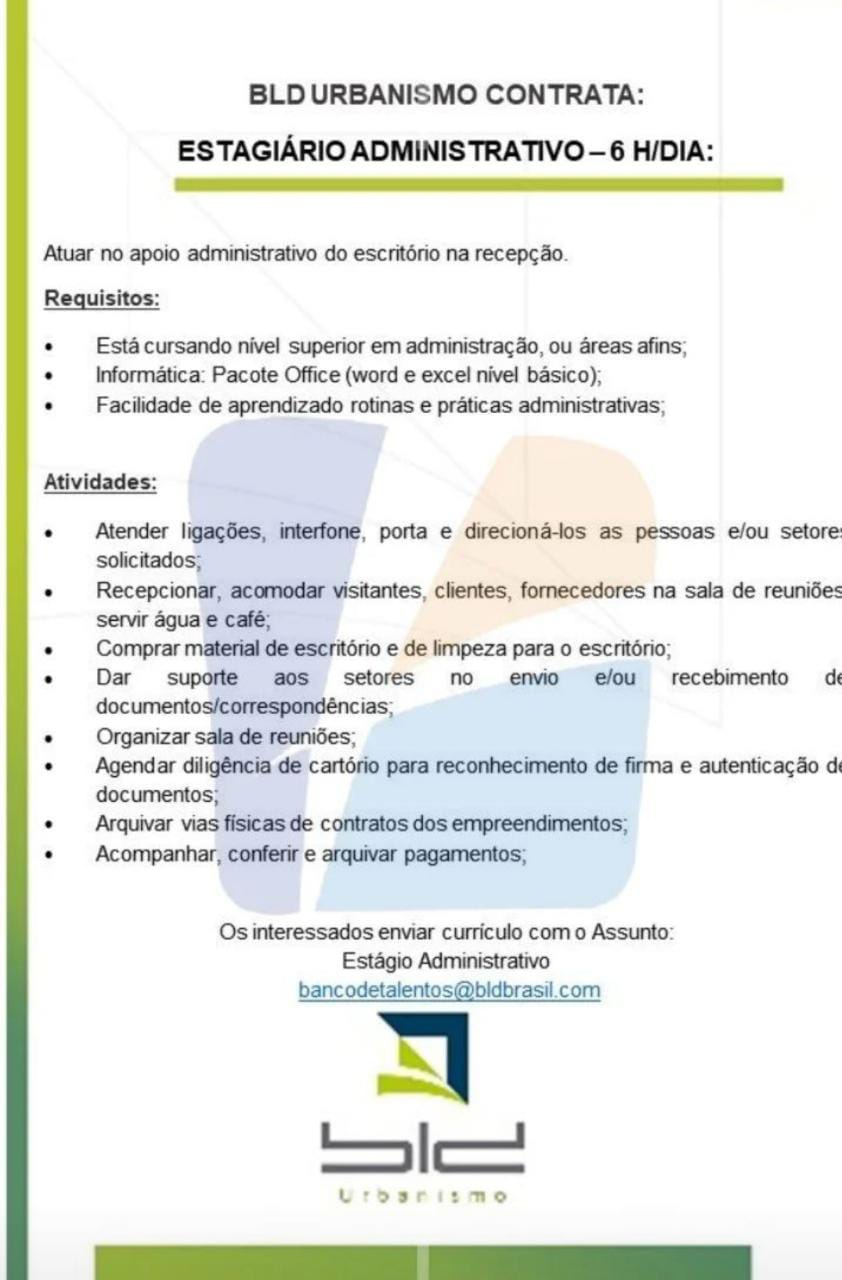 BLD URBANISMO CONTRATA:
ESTAGIÁRIO ADMINISTRATIVO – 6 H/DIA:
Atuar no apoio administrativo do escritório na recepção.
Requisitos:
• Está cursando nível superior em administração, ou áreas afins;
• Informática: Pacote Office (word e excel nível básico);
• Facilidade de aprendizado rotinas e práticas administrativas;
Atividades:
• Atender ligações, interfone, porta e direcioná-los as pessoas e/ou setores
solicitados;
• Recepcionar, acomodar visitantes, clientes, fornecedores na sala de reuniões
servir água e café;
• Comprar material de escritório e de limpeza para o escritório;
• Dar suporte aos setores no envio e/ou recebimento de
documentos/correspondências;
• Organizar sala de reuniões;
• Agendar diligência de cartório para reconhecimento de firma e autenticação de
documentos;
• Arquivar vias físicas de contratos dos empreendimentos;
• Acompanhar, conferir e arquivar pagamentos;
Os interessados enviar currículo com o Assunto:
Estágio Administrativo
bancodetalentos@bldbrasil.com
bld
Urbanismo